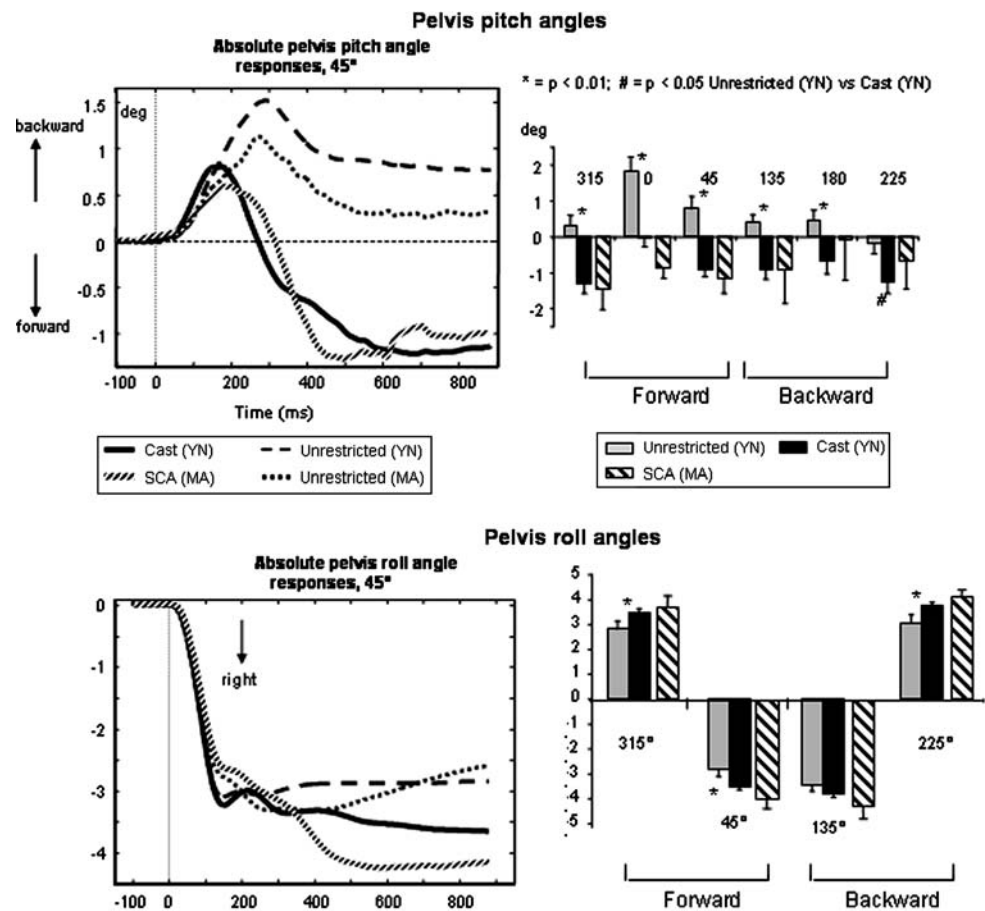 Pelvis pitch angles
Absolute pelvis pitch angle
responses, 45°
deg
backward
forward
1.5
1
0.5
0
-0.5
-1
-100 0 200 400 600 800
Time (ms)
Cast (YN)
Unrestricted (YN)
SCA (MA)
Unrestricted (MA)
* = p < 0.01; # = p < 0.05 Unrestricted (YN) vs Cast (YN)
deg
2
1
0
-1
-2
315 0 45 135 180 225
* * * * *
#
Forward
Backward
Unrestricted (YN)
Cast (YN)
SCA (MA)
Pelvis roll angles
Absolute pelvis roll angle
responses, 45°
right
0
-1
-2
-3
-4
-100 0 200 400 600 800
5
4
3
2
1
0
-1
-2
-3
-4
-5
* *
315° 225°
*
45° 135°
Forward
Backward